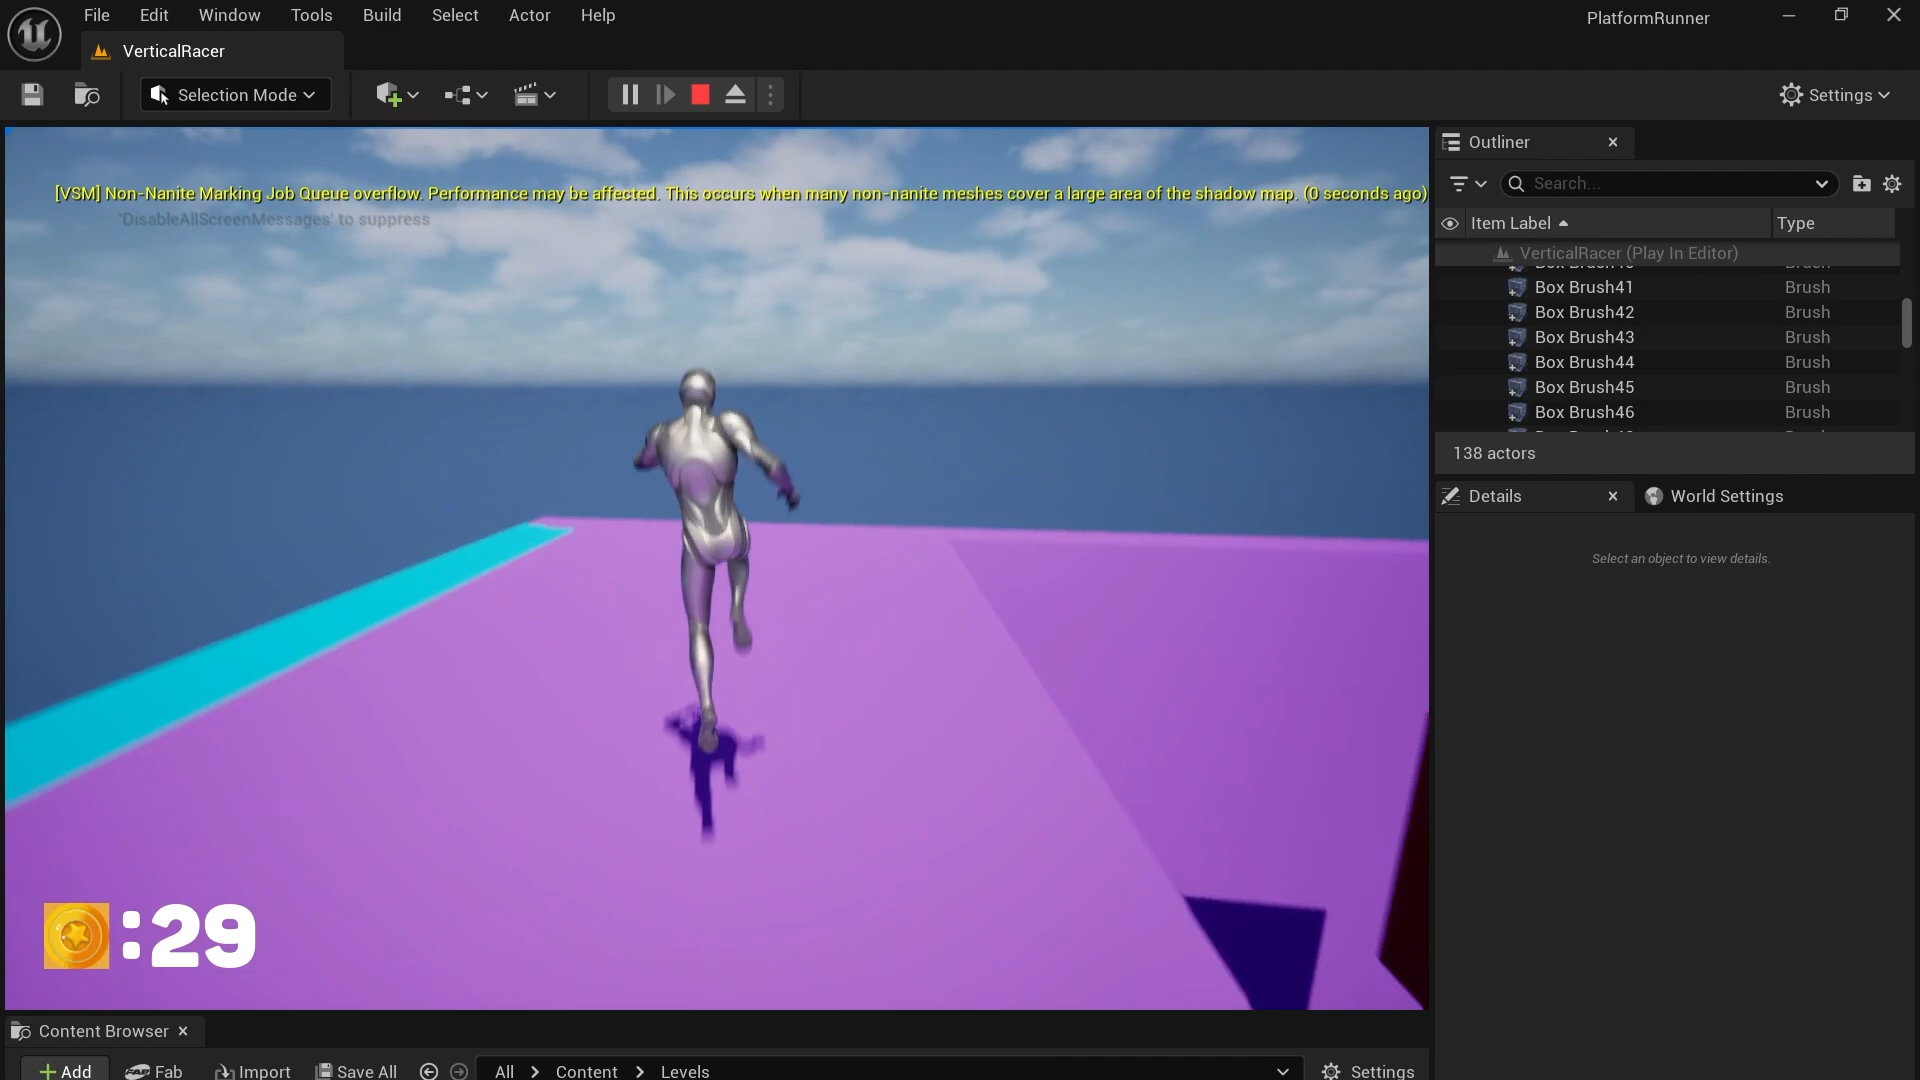 File Edit Window Tools Build Select Actor Help
PlatformRunner
VerticalRacer
Selection Mode
Settings
[VSM] Non-Nanite Marking Job Queue overflow. Performance may be affected. This occurs when many non-nanite meshes cover a large area of the shadow map. (0 seconds ago)
'DisableAllScreenMessages' to suppress
:29
Outliner
Search...
Item Label Type
VerticalRacer (Play In Editor)
Box Brush41 Brush
Box Brush42 Brush
Box Brush43 Brush
Box Brush44 Brush
Box Brush45 Brush
Box Brush46 Brush
138 actors
Details World Settings
Select an object to view details.
Content Browser
Add Fab Import Save All All Content Levels Settings